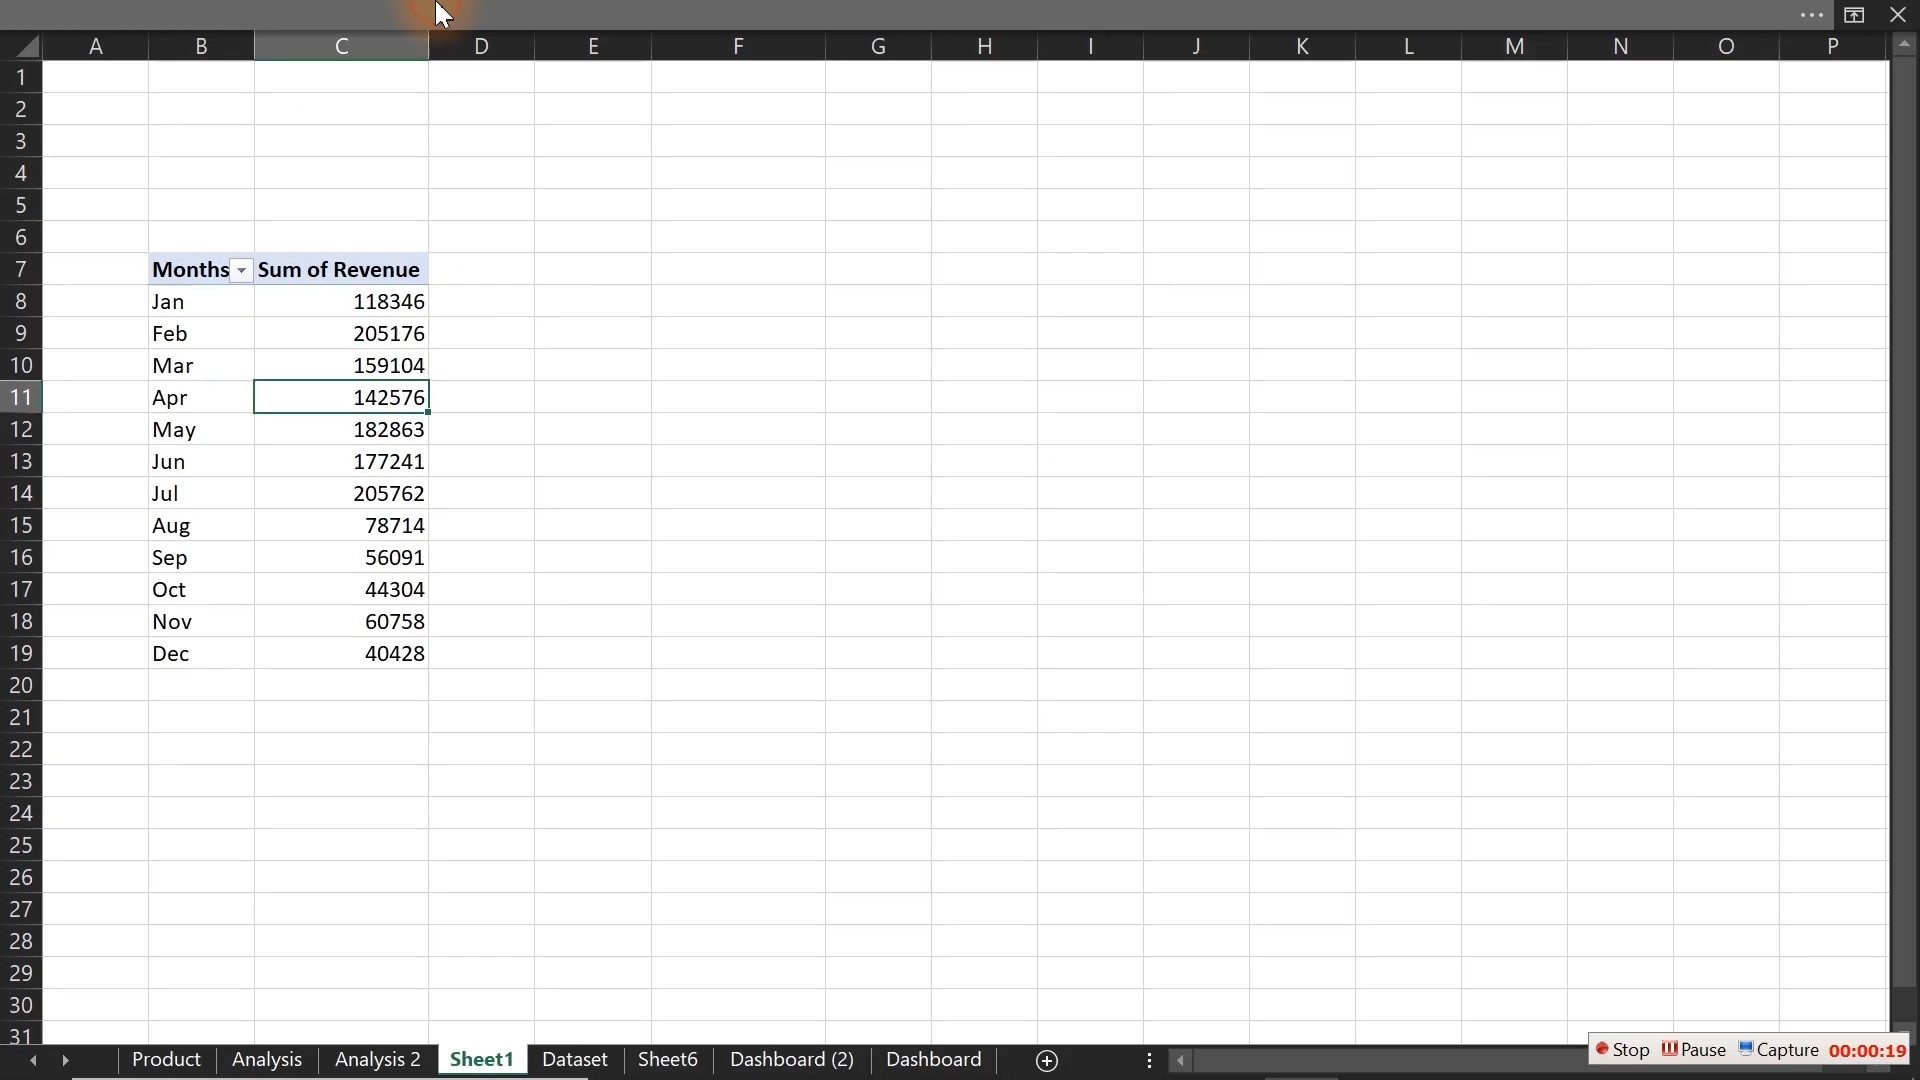 A B C D E F G H I J K L M N O P
1
2
3
4
5
6
7 Months Sum of Revenue
8 Jan 118346
9 Feb 205176
10 Mar 159104
11 Apr 142576
12 May 182863
13 Jun 177241
14 Jul 205762
15 Aug 78714
16 Sep 56091
17 Oct 44304
18 Nov 60758
19 Dec 40428
20
21
22
23
24
25
26
27
28
29
30
31
Product Analysis Analysis 2 Sheet1 Dataset Sheet6 Dashboard (2) Dashboard Stop Pause Capture 00:00:19